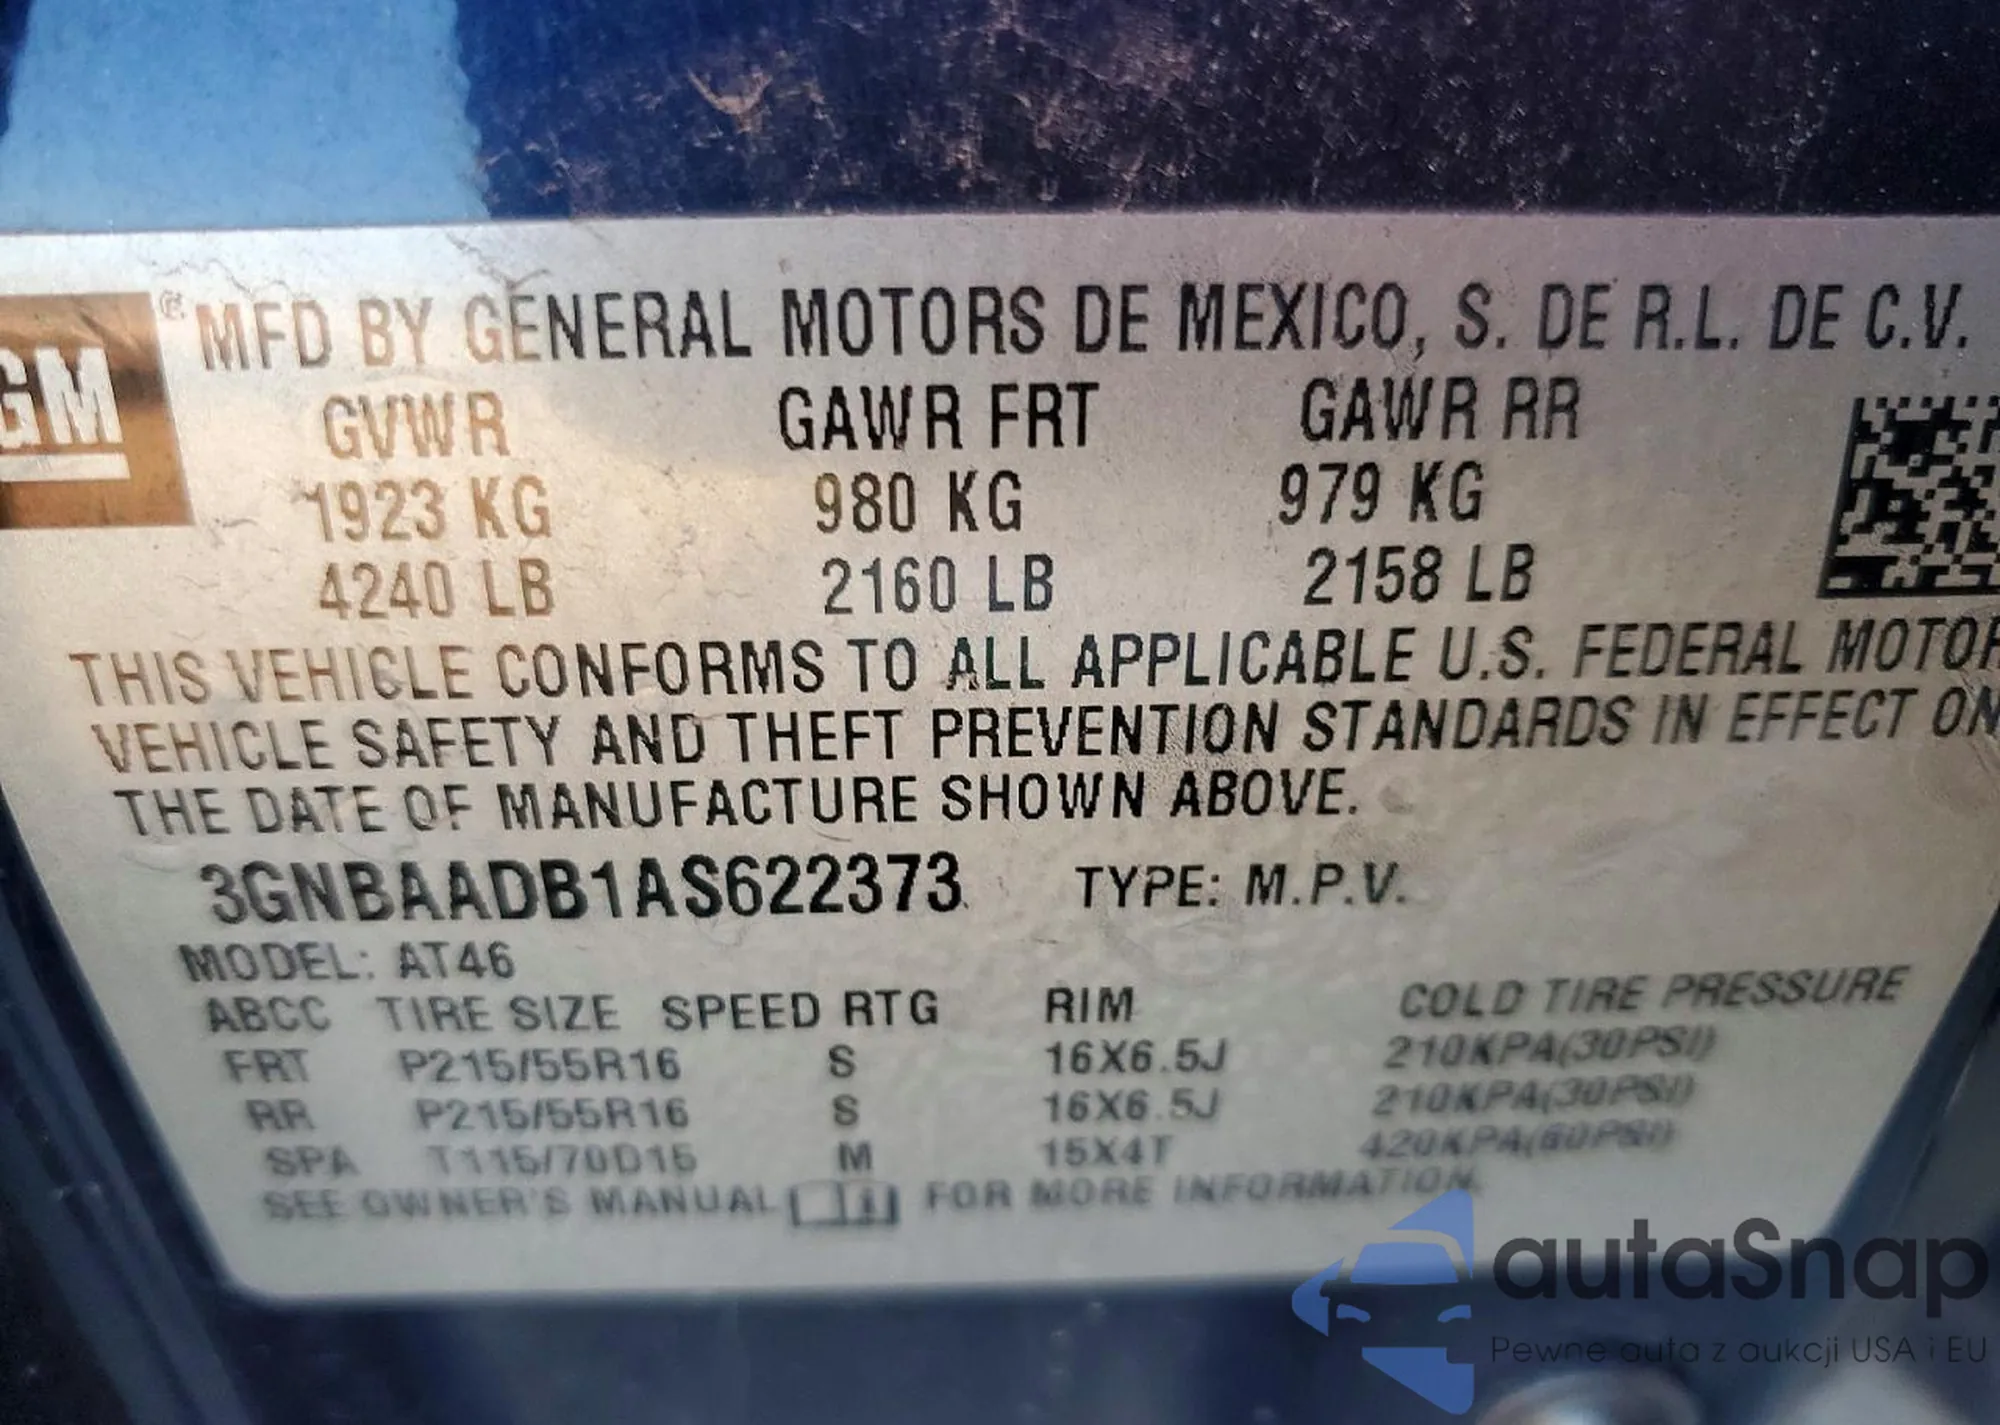 GM
® MFD BY GENERAL MOTORS DE MEXICO, S. DE R.L. DE C.V.
GVWR GAWR FRT GAWR RR
1923 KG 980 KG 979 KG
4240 LB 2160 LB 2158 LB
THIS VEHICLE CONFORMS TO ALL APPLICABLE U.S. FEDERAL MOTOR
VEHICLE SAFETY AND THEFT PREVENTION STANDARDS IN EFFECT ON
THE DATE OF MANUFACTURE SHOWN ABOVE.
3GNBAADB1AS622373 TYPE: M.P.V.
MODEL: AT46
ABCC TIRE SIZE SPEED RTG RIM COLD TIRE PRESSURE
FRT P215/55R16 S 16X6.5J 210KPA(30PSI)
RR P215/55R16 S 16X6.5J 210KPA(30PSI)
SPA T115/70D15 M 15X4T 420KPA(60PSI)
SEE OWNER'S MANUAL FOR MORE INFORMATION.
autaSnap
Pewne auta z aukcji USA i EU